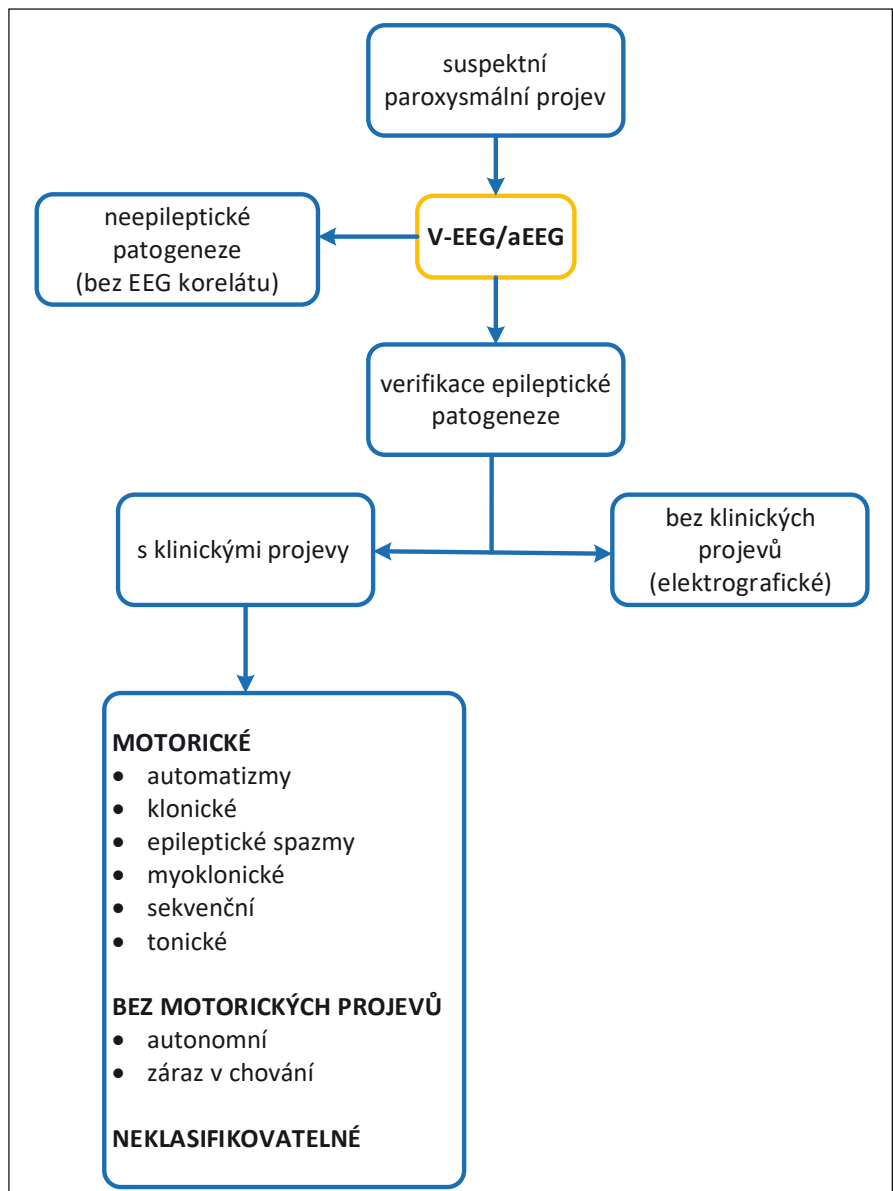 suspektní
paroxysmální projev
V-EEG/aEEG
neepileptické
patogeneze
(bez EEG korelátu)
verifikace epileptické
patogeneze
s klinickými projevy
bez klinických
projevů
(elektrografické)
MOTORICKÉ
• automatizmy
• klonické
• epileptické spazmy
• myoklonické
• sekvenční
• tonické
BEZ MOTORICKÝCH PROJEVŮ
• autonomní
• záraz v chování
NEKLASIFIKOVATELNÉ